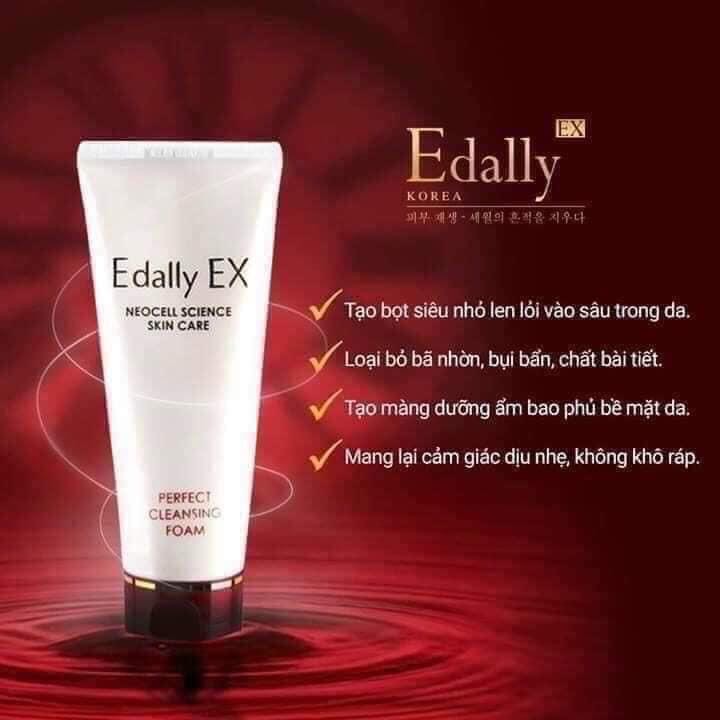 Edally EX
KOREA
피부 재생 - 세월의 흔적을 지우다
Edally EX
NEOCELL SCIENCE
SKIN CARE
PERFECT
CLEANSING
FOAM
Tạo bọt siêu nhỏ len lỏi vào sâu trong da.
Loại bỏ bã nhờn, bụi bẩn, chất bài tiết.
Tạo màng dưỡng ẩm bao phủ bề mặt da.
Mang lại cảm giác dịu nhẹ, không khô ráp.